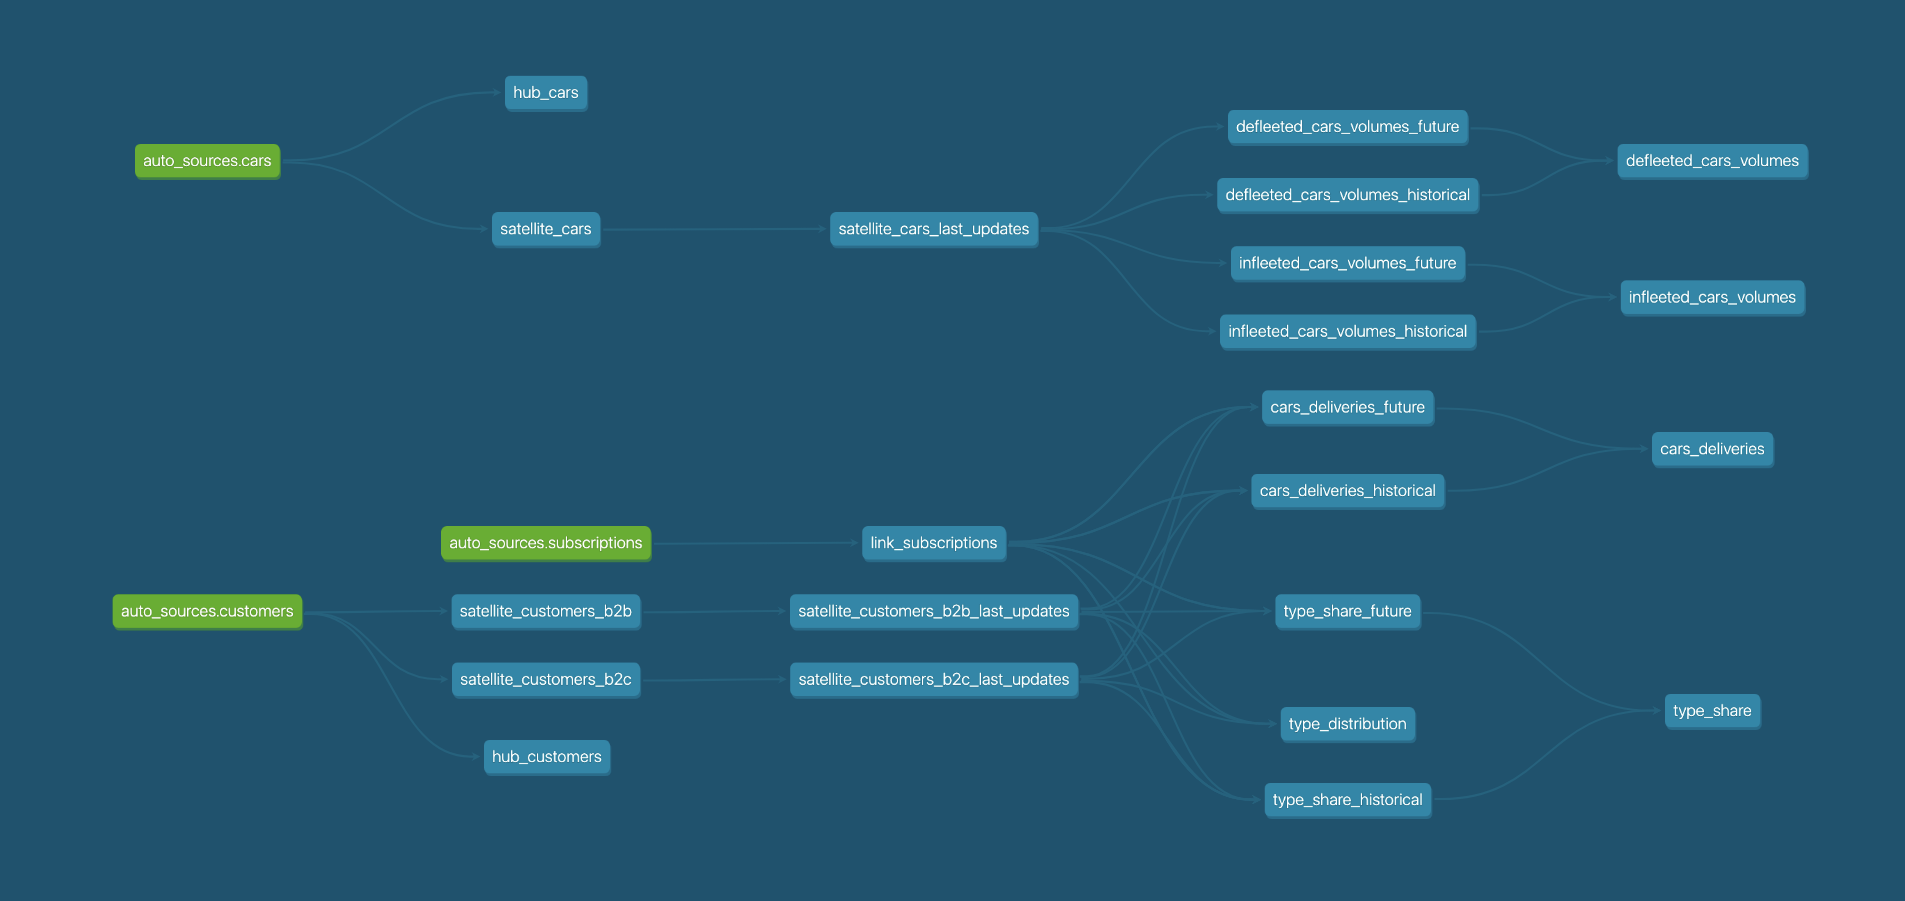 hub_cars
defleeted_cars_volumes_future
auto_sources.cars
defleeted_cars_volumes
defleeted_cars_volumes_historical
satellite_cars
satellite_cars_last_updates
infleeted_cars_volumes_future
infleeted_cars_volumes
infleeted_cars_volumes_historical
cars_deliveries_future
cars_deliveries
cars_deliveries_historical
auto_sources.subscriptions
link_subscriptions
auto_sources.customers
satellite_customers_b2b
satellite_customers_b2b_last_updates
type_share_future
satellite_customers_b2c
satellite_customers_b2c_last_updates
type_share
type_distribution
hub_customers
type_share_historical